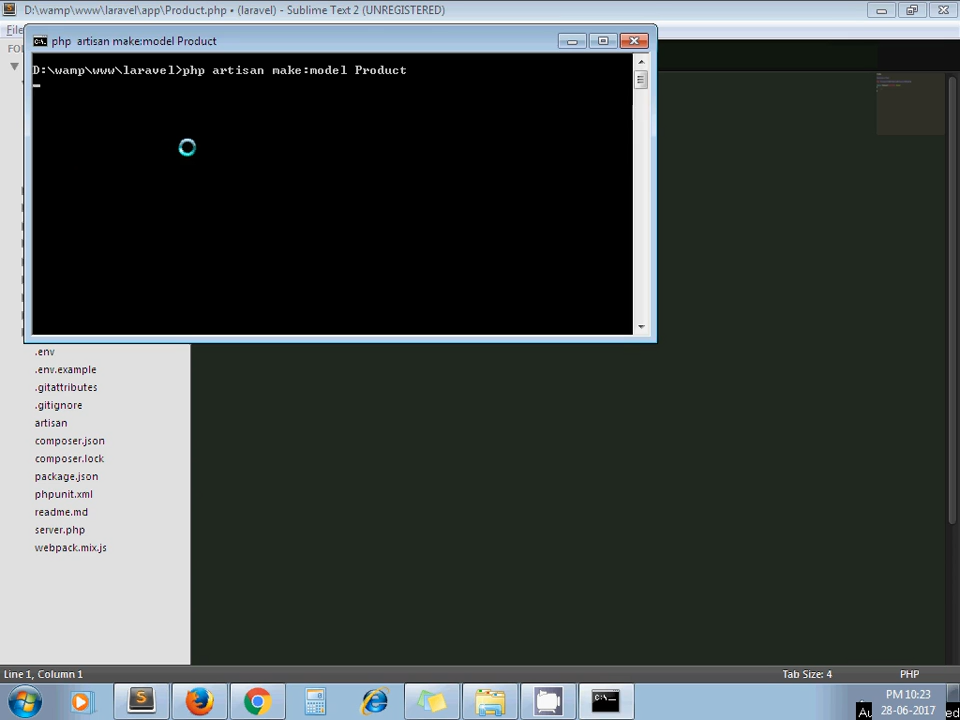 D:\wamp\www\laravel\app\Product.php • (laravel) - Sublime Text 2 (UNREGISTERED)
File
php artisan make:model Product
D:\wamp\www\laravel>php artisan make:model Product
.env
.env.example
.gitattributes
.gitignore
artisan
composer.json
composer.lock
package.json
phpunit.xml
readme.md
server.php
webpack.mix.js
Line 1, Column 1
Tab Size: 4
PHP
PM 10:23
28-06-2017